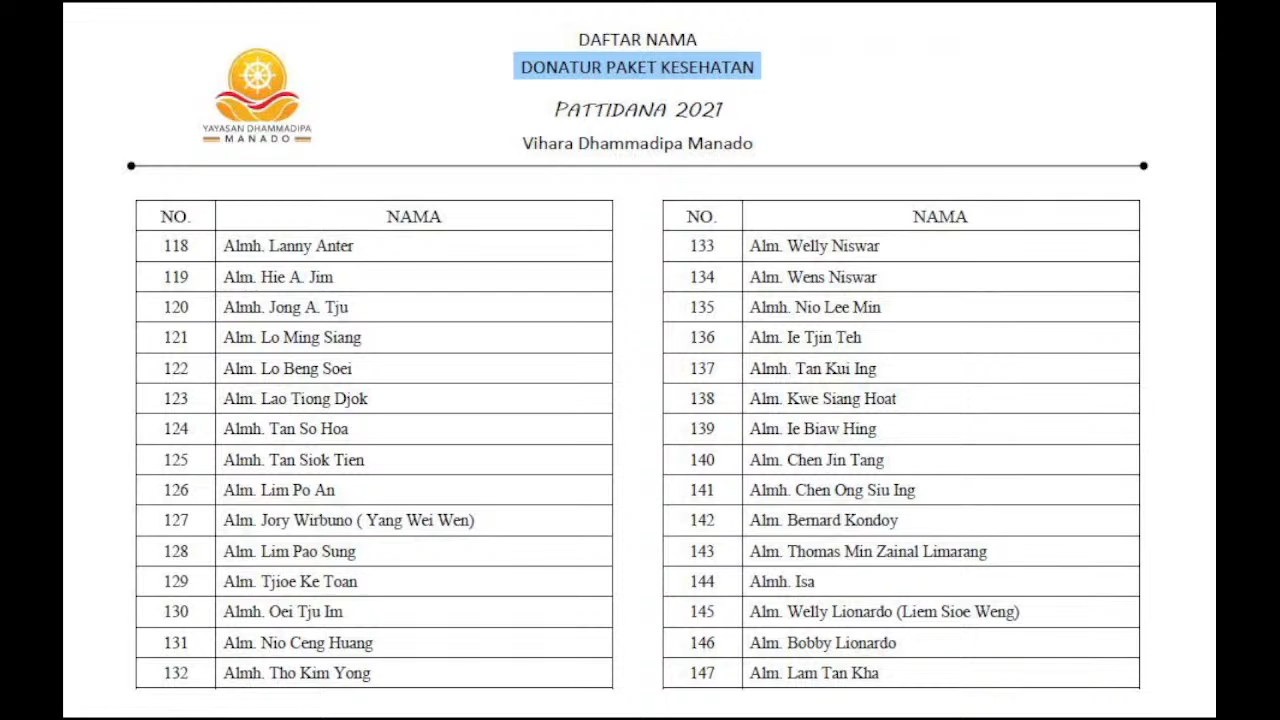 DAFTAR NAMA
DONATUR PAKET KESEHATAN
PATTIDANA 2021
Vihara Dhammadipa Manado
YAYASAN DHAMMADIPA
MANADO
NO. NAMA
118 Almh. Lanny Anter
119 Alm. Hie A. Jim
120 Almh. Jong A. Tju
121 Alm. Lo Ming Siang
122 Alm. Lo Beng Soei
123 Alm. Lao Tiong Djok
124 Almh. Tan So Hoa
125 Almh. Tan Siok Tien
126 Alm. Lim Po An
127 Alm. Jory Wirbuno ( Yang Wei Wen)
128 Alm. Lim Pao Sung
129 Alm. Tjioe Ke Toan
130 Almh. Oei Tju Im
131 Alm. Nio Ceng Huang
132 Almh. Tho Kim Yong
NO. NAMA
133 Alm. Welly Niswar
134 Alm. Wens Niswar
135 Almh. Nio Lee Min
136 Alm. Ie Tjin Teh
137 Almh. Tan Kui Ing
138 Alm. Kwe Siang Hoat
139 Alm. Ie Biaw Hing
140 Alm. Chen Jin Tang
141 Almh. Chen Ong Siu Ing
142 Alm. Bernard Kondoy
143 Alm. Thomas Min Zainal Limarang
144 Almh. Isa
145 Alm. Welly Lionardo (Liem Sioe Weng)
146 Alm. Bobby Lionardo
147 Alm. Lam Tan Kha